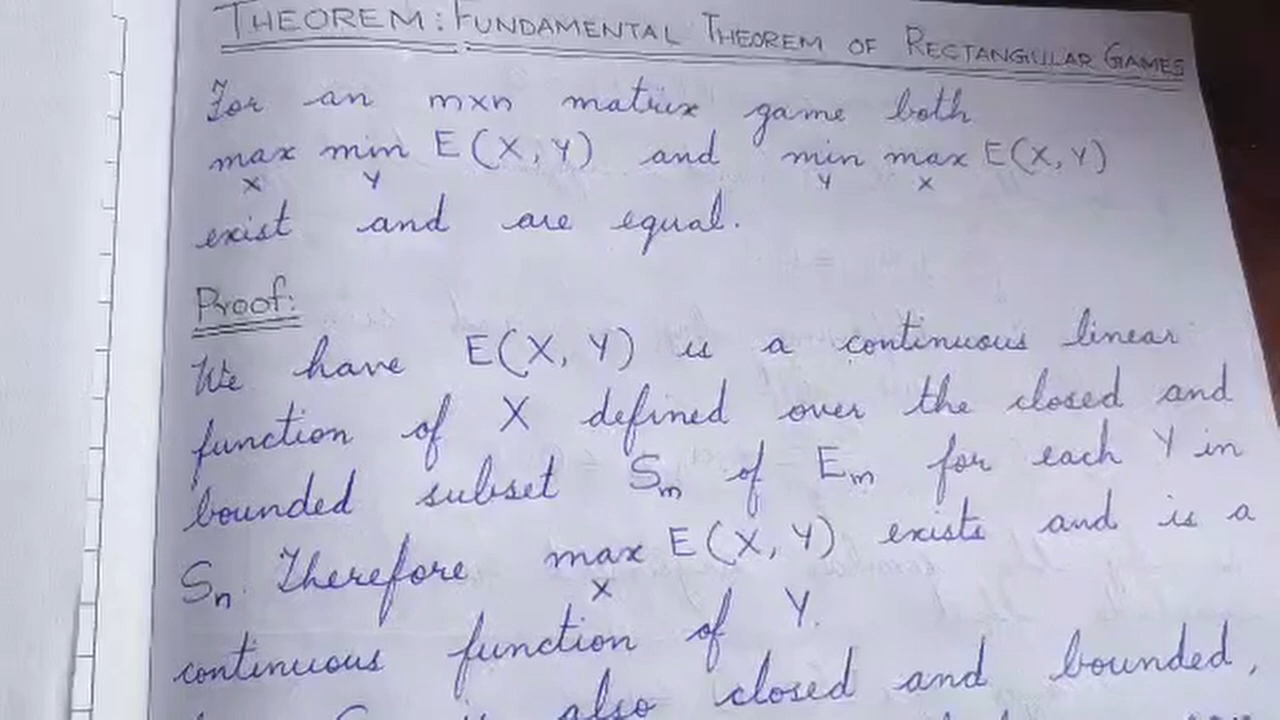 THEOREM: FUNDAMENTAL THEOREM OF RECTANGULAR GAMES
For an mxn matrix game both
max min E(X, Y) and min max E(X, Y)
X Y Y X
exist and are equal.
Proof:
We have E(X, Y) is a continuous linear
function of X defined over the closed and
bounded subset Sm of Em for each Y in
Sn. Therefore max E(X, Y) exists and is a
X
continuous function of Y.
also closed and bounded,